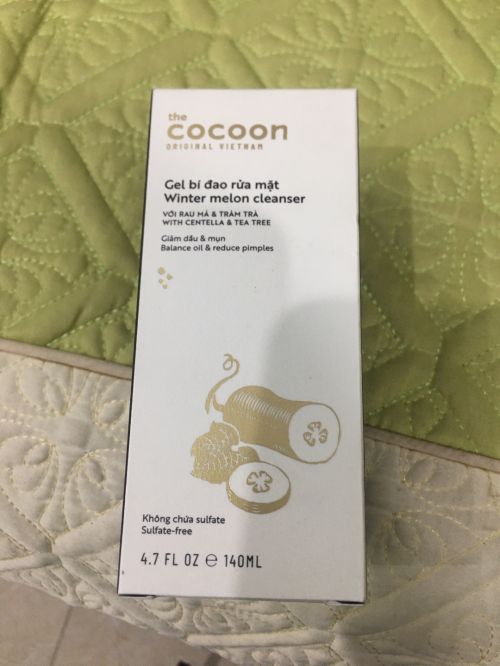 the
cocoon
ORIGINAL VIETNAM
Gel bí đao rửa mặt
Winter melon cleanser
VỚI RAU MÁ & TRÀM TRÀ
WITH CENTELLA & TEA TREE
Giảm dầu & mụn
Balance oil & reduce pimples
Không chứa sulfate
Sulfate-free
4.7 FL OZ ℮ 140ML